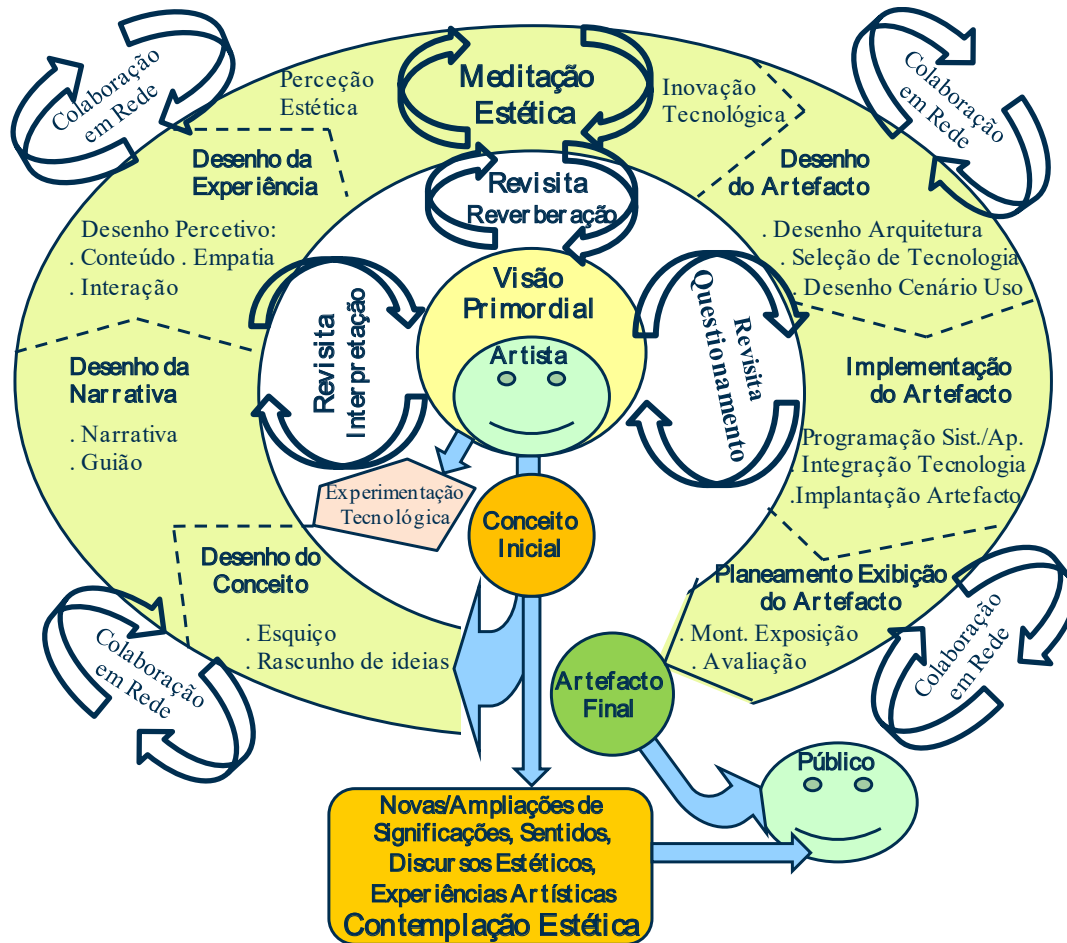 Colaboração
em Rede
Perceção
Estética
Meditação
Estética
Inovação
Tecnológica
Colaboração
em Rede
Desenho da
Experiência
Desenho Percetivo:
. Conteúdo . Empatia
. Interação
Revisita
Reverberação
Desenho
do Artefacto
. Desenho Arquitetura
. Seleção de Tecnologia
. Desenho Cenário Uso
Revisita
Interpretação
Visão
Primordial
Artista
Revisita
Questionamento
Desenho da
Narrativa
. Narrativa
. Guião
Implementação
do Artefacto
Programação Sist./Ap.
. Integração Tecnologia
.Implantação Artefacto
Experimentação
Tecnológica
Conceito
Inicial
Desenho do
Conceito
. Esquiço
. Rascunho de ideias
Planeamento Exibição
do Artefacto
. Mont. Exposição
. Avaliação
Colaboração
em Rede
Artefacto
Final
Colaboração
em Rede
Público
Novas/Ampliações de
Significações, Sentidos,
Discursos Estéticos,
Experiências Artísticas
Contemplação Estética